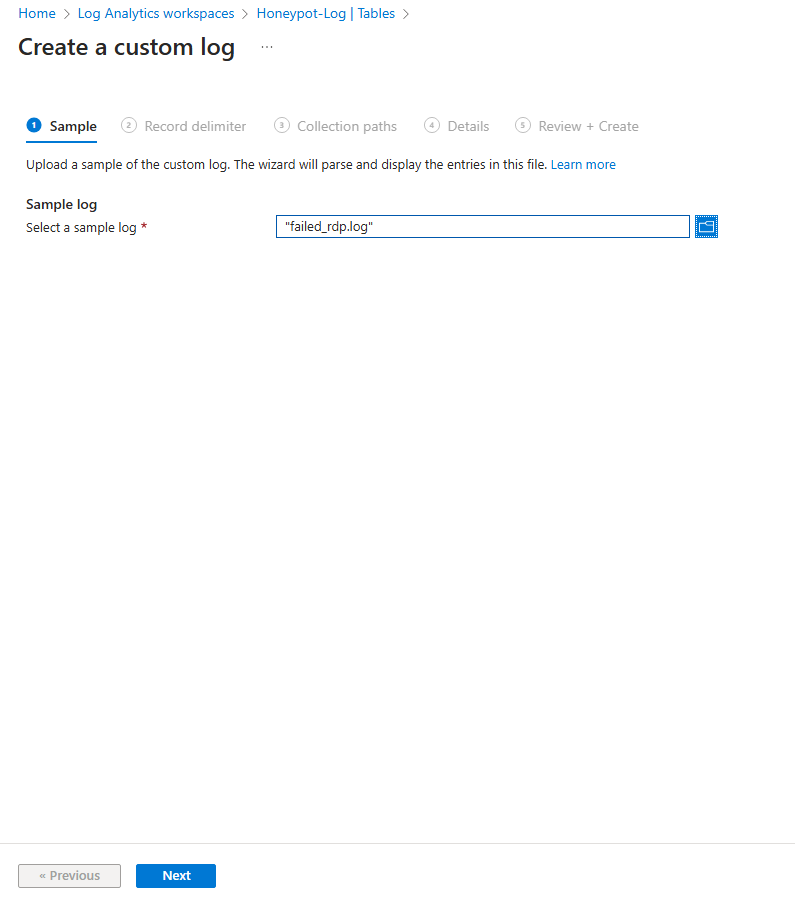 Home > Log Analytics workspaces > Honeypot-Log | Tables >
Create a custom log ...
1 Sample 2 Record delimiter 3 Collection paths 4 Details 5 Review + Create
Upload a sample of the custom log. The wizard will parse and display the entries in this file. Learn more
Sample log
Select a sample log * "failed_rdp.log"
« Previous Next